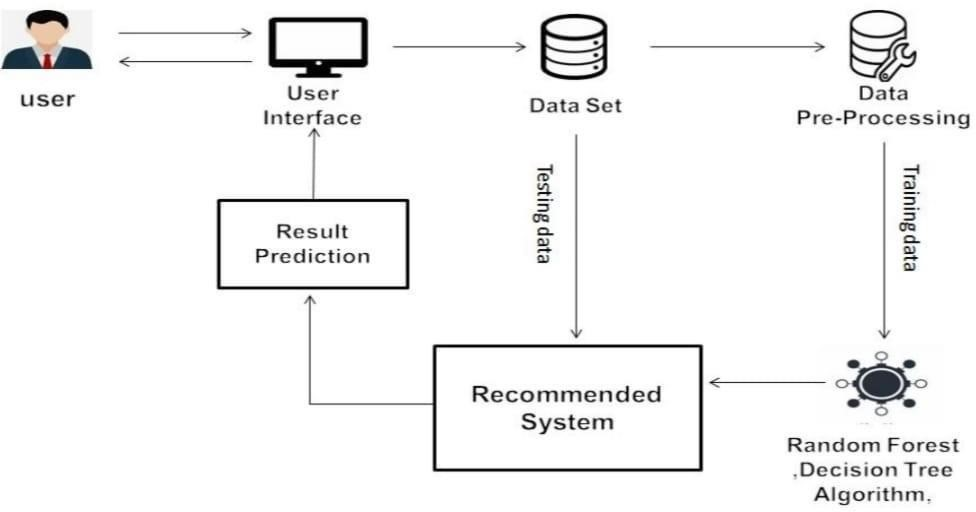 user
User
Interface
Data Set
Data
Pre-Processing
Testing data
Training data
Result
Prediction
Recommended
System
Random Forest
,Decision Tree
Algorithm,